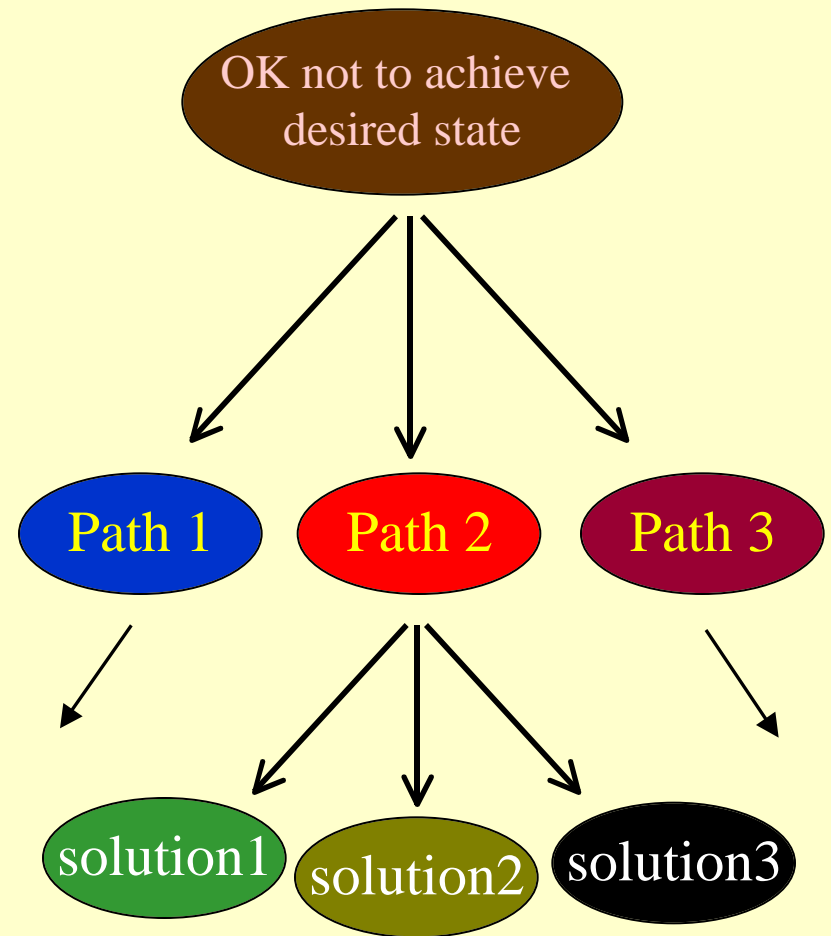 OK not to achieve
desired state
Path 1
Path 2
Path 3
solution1
solution2
solution3